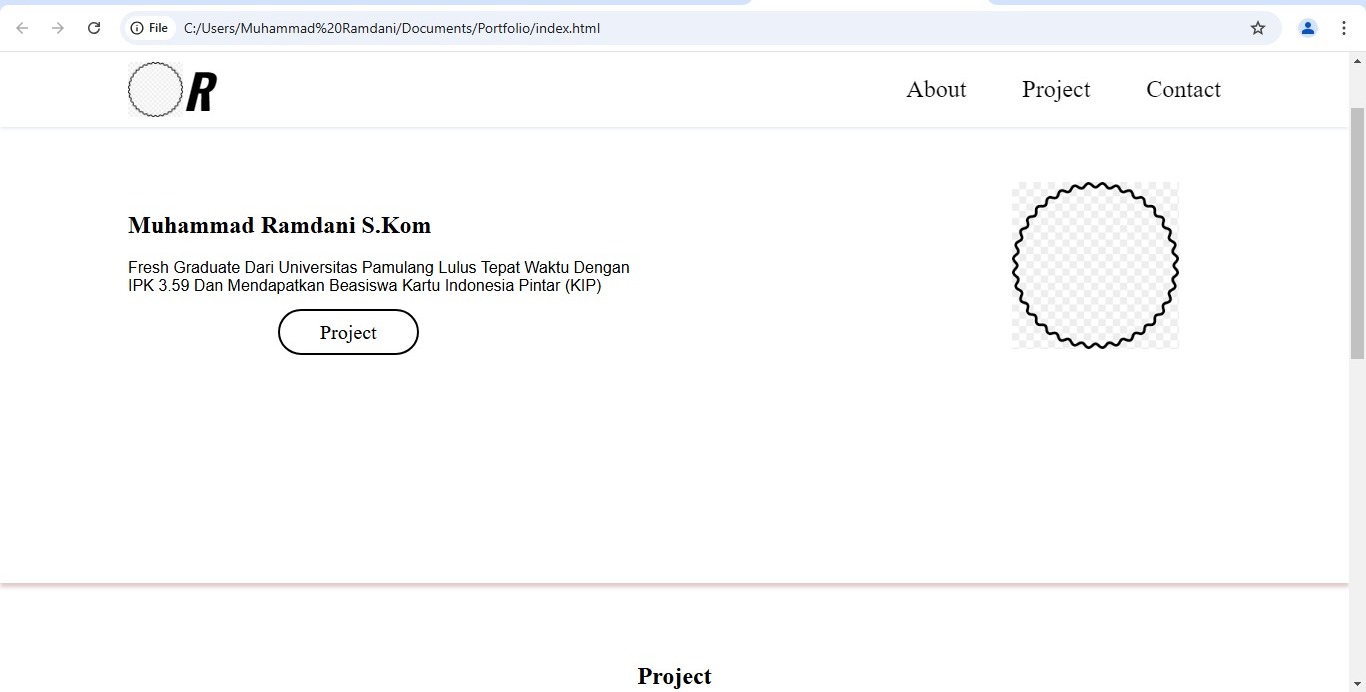 File C:/Users/Muhammad%20Ramdani/Documents/Portfolio/index.html
R About Project Contact
Muhammad Ramdani S.Kom
Fresh Graduate Dari Universitas Pamulang Lulus Tepat Waktu Dengan
IPK 3.59 Dan Mendapatkan Beasiswa Kartu Indonesia Pintar (KIP)
Project
Project